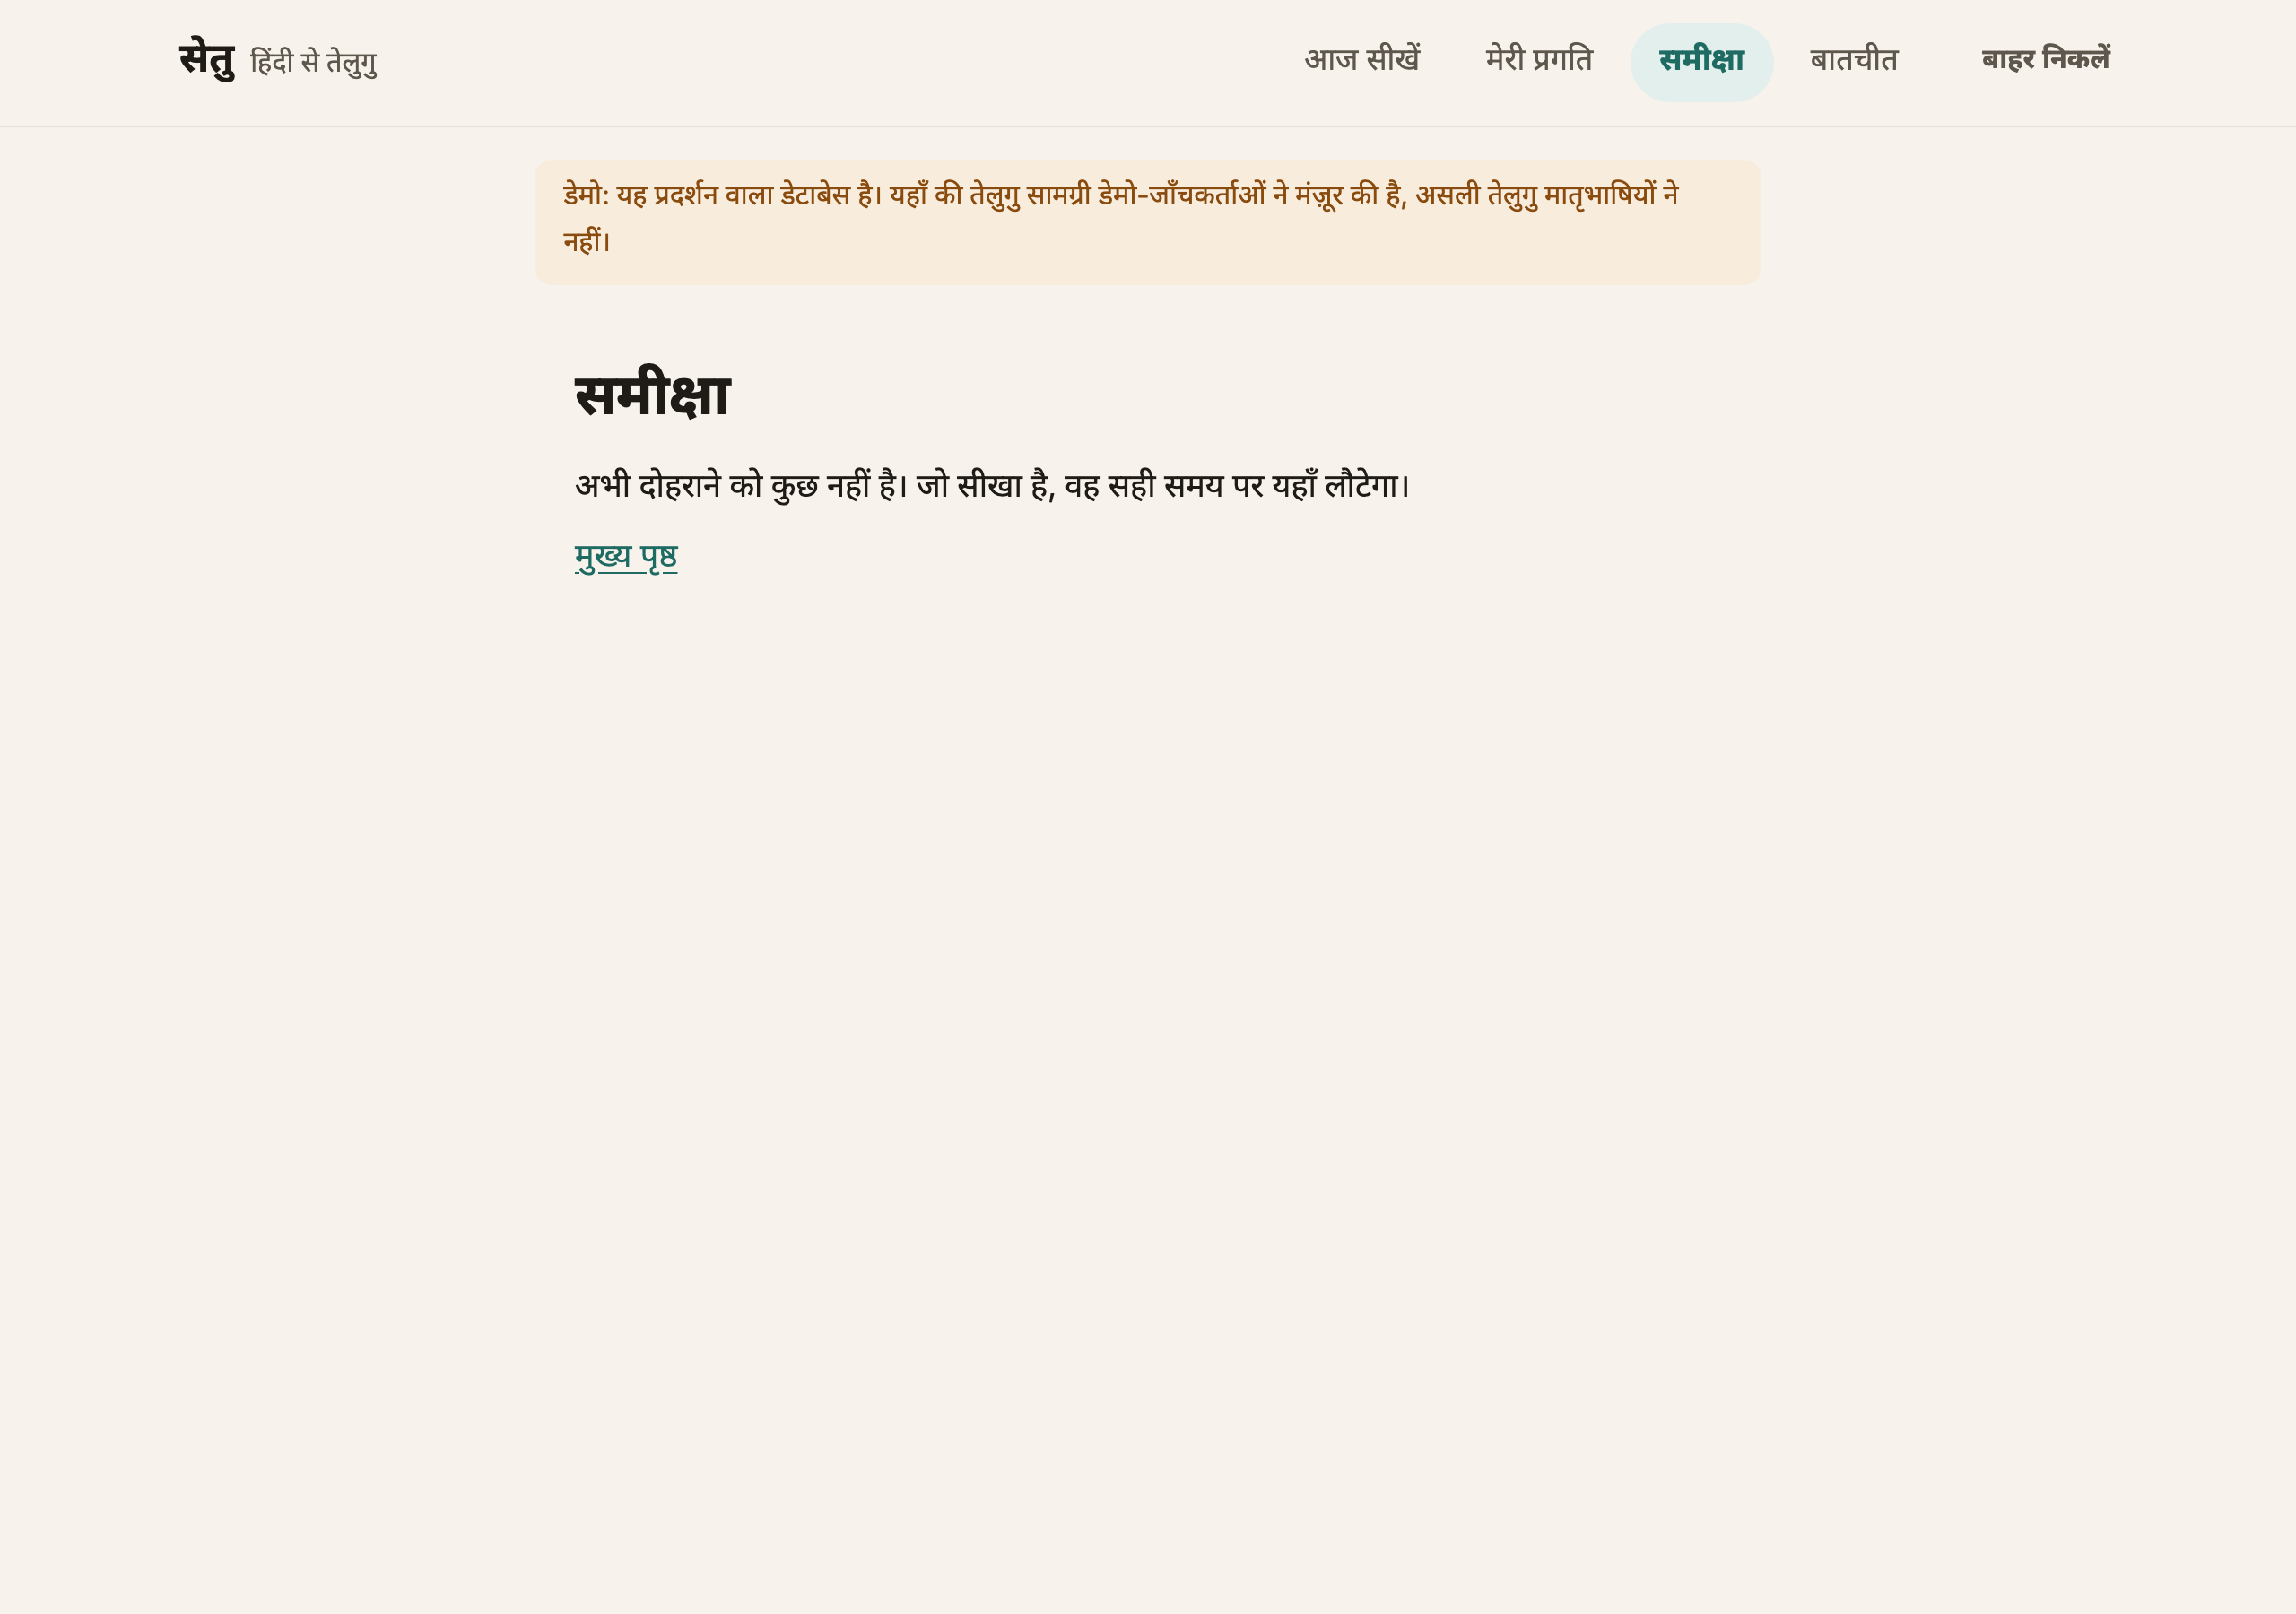 सेतु हिंदी से तेलुगु
आज सीखें मेरी प्रगति समीक्षा बातचीत बाहर निकलें
डेमो: यह प्रदर्शन वाला डेटाबेस है। यहाँ की तेलुगु सामग्री डेमो-जाँचकर्ताओं ने मंज़ूर की है, असली तेलुगु मातृभाषियों ने
नहीं।
समीक्षा
अभी दोहराने को कुछ नहीं है। जो सीखा है, वह सही समय पर यहाँ लौटेगा।
मुख्य पृष्ठ